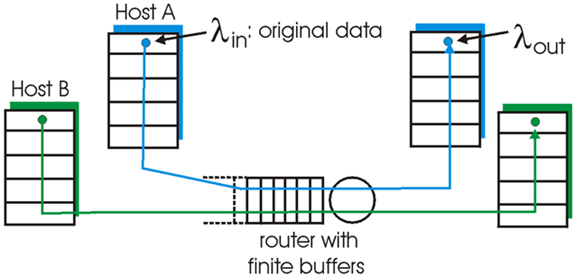 Host A
λin: original data
λout
Host B
router with
finite buffers